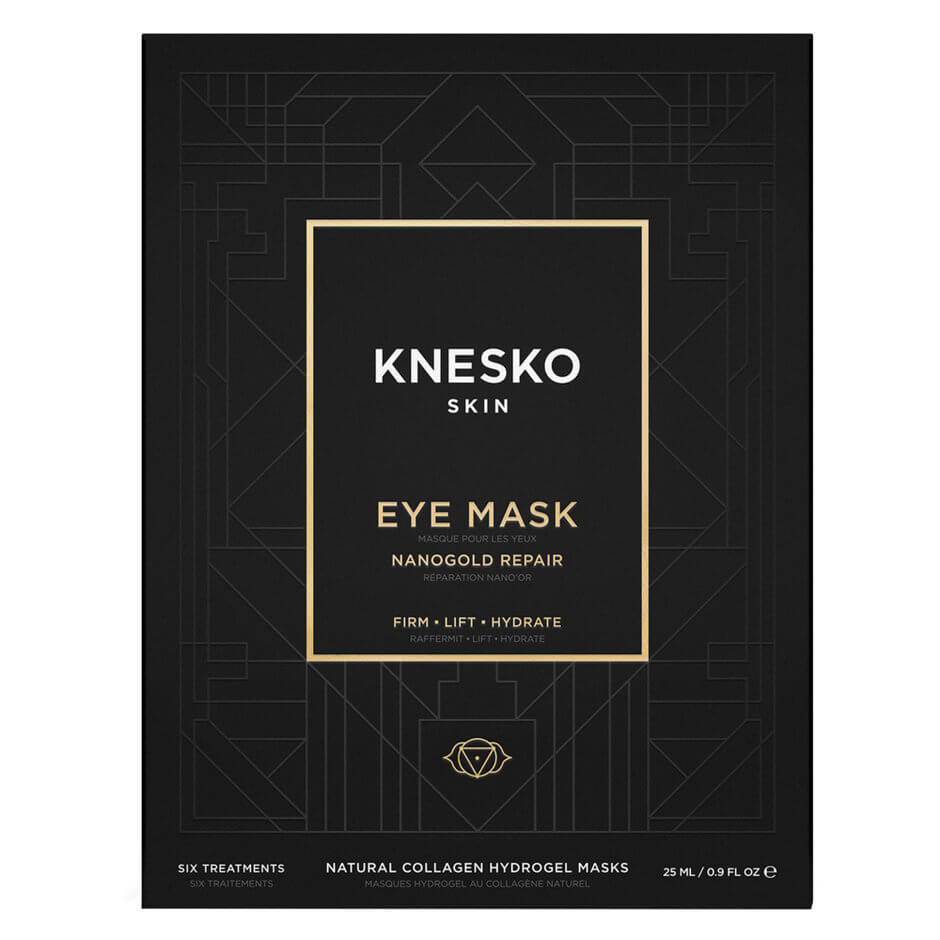 KNESKO
SKIN
EYE MASK
MASQUE POUR LES YEUX
NANOGOLD REPAIR
RÉPARATION NANO'OR
FIRM • LIFT • HYDRATE
RAFFERMIT • LIFT • HYDRATE
SIX TREATMENTS
SIX TRAITEMENTS
NATURAL COLLAGEN HYDROGEL MASKS
MASQUES HYDROGEL AU COLLAGÈNE NATUREL
25 ML / 0.9 FL OZ ℮